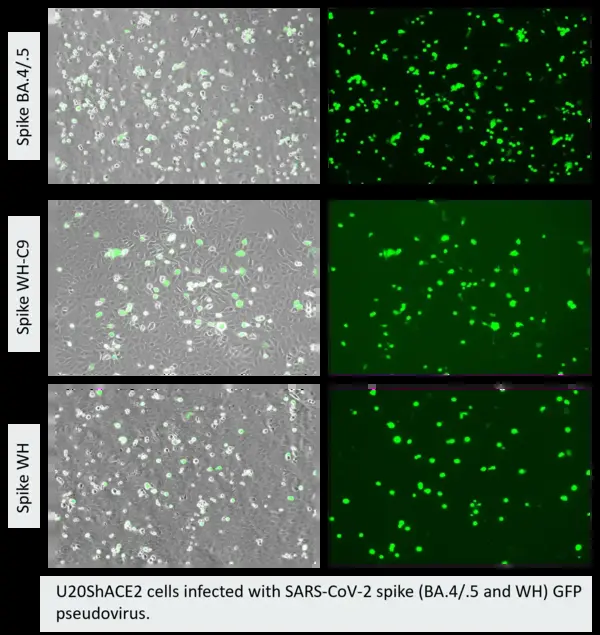 Spike BA.4/.5
Spike WH-C9
Spike WH
U20ShACE2 cells infected with SARS-CoV-2 spike (BA.4/.5 and WH) GFP
pseudovirus.